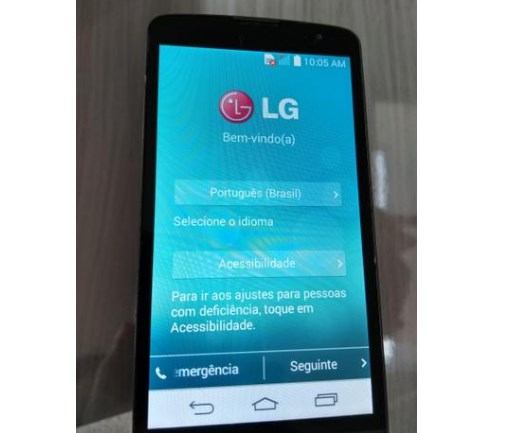 10:05 AM
LG
Bem-vindo(a)
Português (Brasil)
Selecione o idioma
Acessibilidade
Para ir aos ajustes para pessoas
com deficiência, toque em
Acessibilidade.
emergência Seguinte